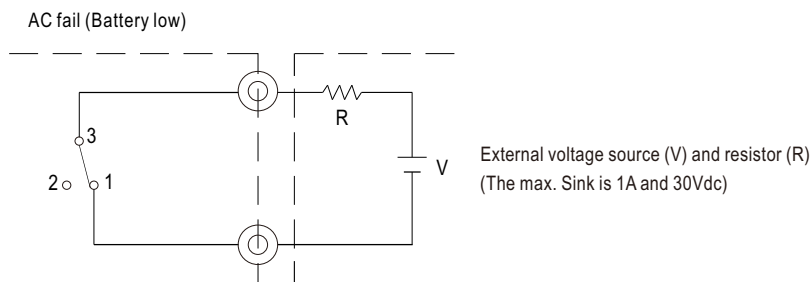 AC fail (Battery low)
R
3
External voltage source (V) and resistor (R)
V
2 1
(The max. Sink is 1A and 30Vdc)